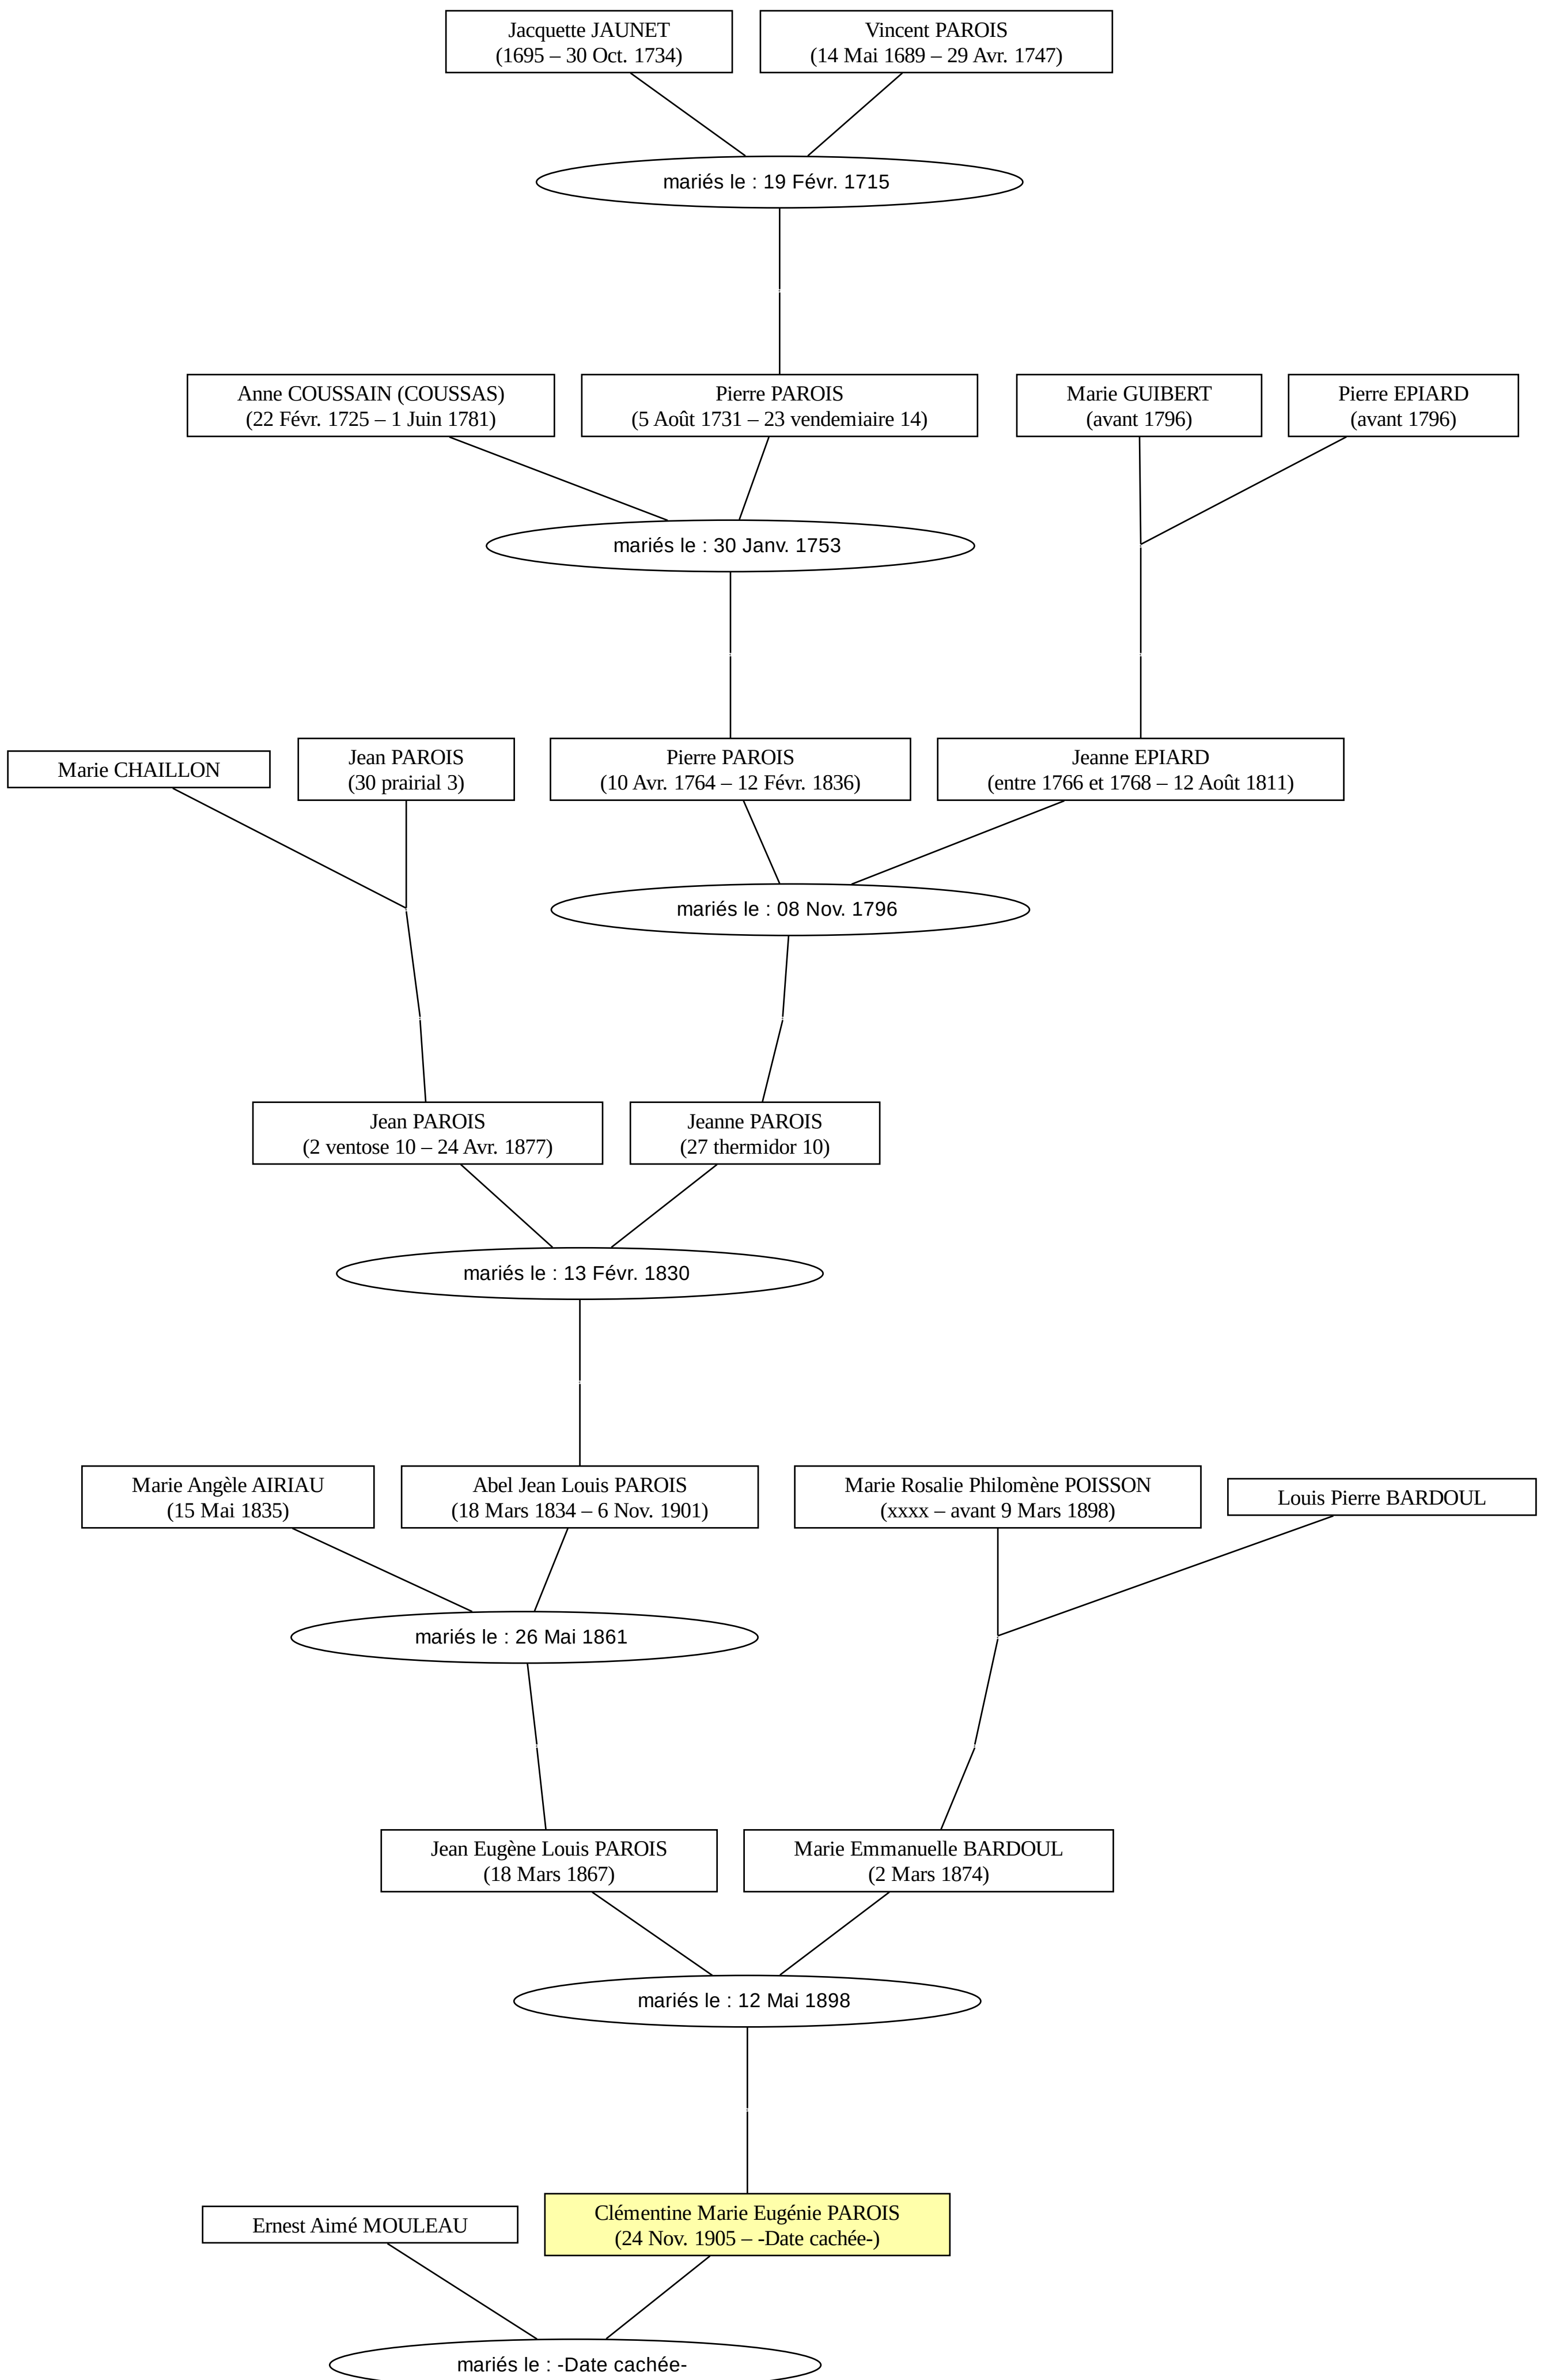 Jacquette JAUNET
(1695 – 30 Oct. 1734)
Vincent PAROIS
(14 Mai 1689 – 29 Avr. 1747)
mariés le : 19 Févr. 1715
Anne COUSSAIN (COUSSAS)
(22 Févr. 1725 – 1 Juin 1781)
Pierre PAROIS
(5 Août 1731 – 23 vendemiaire 14)
Marie GUIBERT
(avant 1796)
Pierre EPIARD
(avant 1796)
mariés le : 30 Janv. 1753
Marie CHAILLON
Jean PAROIS
(30 prairial 3)
Pierre PAROIS
(10 Avr. 1764 – 12 Févr. 1836)
Jeanne EPIARD
(entre 1766 et 1768 – 12 Août 1811)
mariés le : 08 Nov. 1796
Jean PAROIS
(2 ventose 10 – 24 Avr. 1877)
Jeanne PAROIS
(27 thermidor 10)
mariés le : 13 Févr. 1830
Marie Angèle AIRIAU
(15 Mai 1835)
Abel Jean Louis PAROIS
(18 Mars 1834 – 6 Nov. 1901)
Marie Rosalie Philomène POISSON
(xxxx – avant 9 Mars 1898)
Louis Pierre BARDOUL
mariés le : 26 Mai 1861
Jean Eugène Louis PAROIS
(18 Mars 1867)
Marie Emmanuelle BARDOUL
(2 Mars 1874)
mariés le : 12 Mai 1898
Ernest Aimé MOULEAU
Clémentine Marie Eugénie PAROIS
(24 Nov. 1905 – -Date cachée-)
mariés le : -Date cachée-